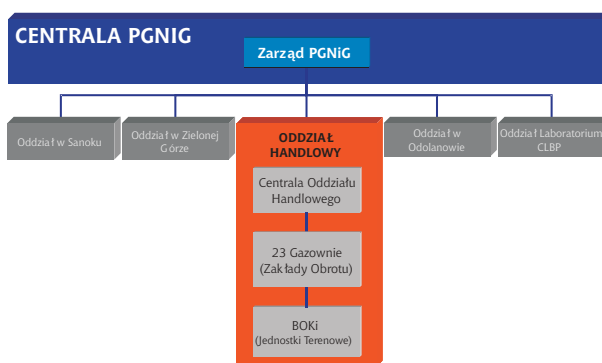 CENTRALA PGNIG
Zarząd PGNiG
Oddział w Sanoku
Oddział w Zielonej
Górze
ODDZIAŁ
HANDLOWY
Oddział w
Odolanowie
Oddział Laboratorium
CLBP
Centrala Oddziału
Handlowego
23 Gazownie
(Zakłady Obrotu)
BOKi
(Jednostki Terenowe)